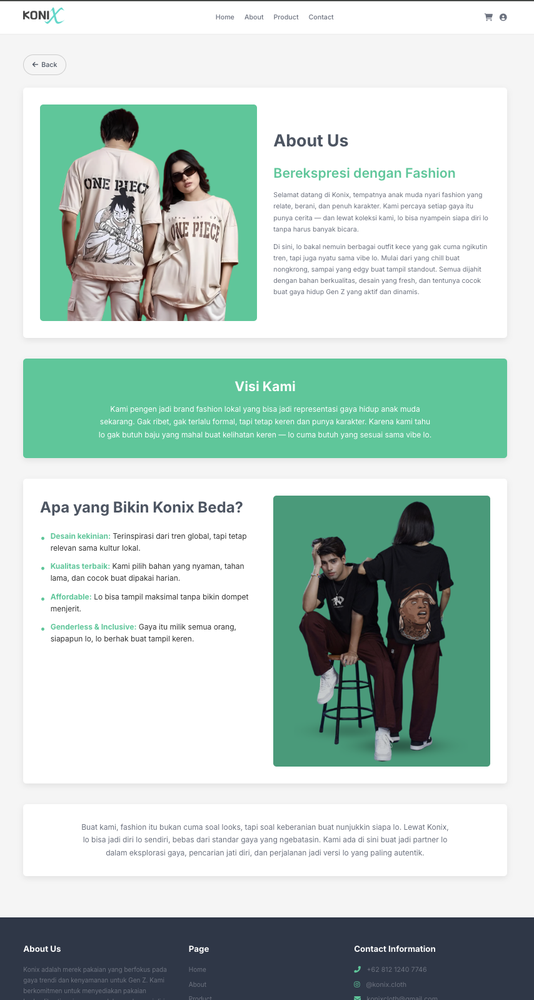 KONIX
Home About Product Contact
Back
ONE PIECE
STRAW HAT CREW
ONE PIECE
About Us
Berekspresi dengan Fashion
Selamat datang di Konix, tempatnya anak muda nyari fashion yang
relate, berani, dan penuh karakter. Kami percaya setiap gaya itu
punya cerita — dan lewat koleksi kami, lo bisa nyampein siapa diri lo
tanpa harus banyak bicara.
Di sini, lo bakal nemuin berbagai outfit kece yang gak cuma ngikutin
tren, tapi juga nyatu sama vibe lo. Mulai dari yang chill buat
nongkrong, sampai yang edgy buat tampil standout. Semua dijahit
dengan bahan berkualitas, desain yang fresh, dan tentunya cocok
buat gaya hidup Gen Z yang aktif dan dinamis.
Visi Kami
Kami pengen jadi brand fashion lokal yang bisa jadi representasi gaya hidup anak muda
sekarang. Gak ribet, gak terlalu formal, tapi tetap keren dan punya karakter. Karena kami tahu
lo gak butuh baju yang mahal buat kelihatan keren — lo cuma butuh yang sesuai sama vibe lo.
Apa yang Bikin Konix Beda?
Desain kekinian: Terinspirasi dari tren global, tapi tetap
relevan sama kultur lokal.
Kualitas terbaik: Kami pilih bahan yang nyaman, tahan
lama, dan cocok buat dipakai harian.
Affordable: Lo bisa tampil maksimal tanpa bikin dompet
menjerit.
Genderless & Inclusive: Gaya itu milik semua orang,
siapapun lo, lo berhak buat tampil keren.
Buat kami, fashion itu bukan cuma soal looks, tapi soal keberanian buat nunjukkin siapa lo. Lewat Konix,
lo bisa jadi diri lo sendiri, bebas dari standar gaya yang ngebatasin. Kami ada di sini buat jadi partner lo
dalam eksplorasi gaya, pencarian jati diri, dan perjalanan jadi versi lo yang paling autentik.
About Us
Konix adalah merek pakaian yang berfokus pada
gaya trendi dan kenyamanan untuk Gen Z. Kami
berkomitmen untuk menyediakan pakaian
Page
Home
About
Product
Contact Information
+62 812 1240 7746
@konix.cloth
konixcloth@gmail.com